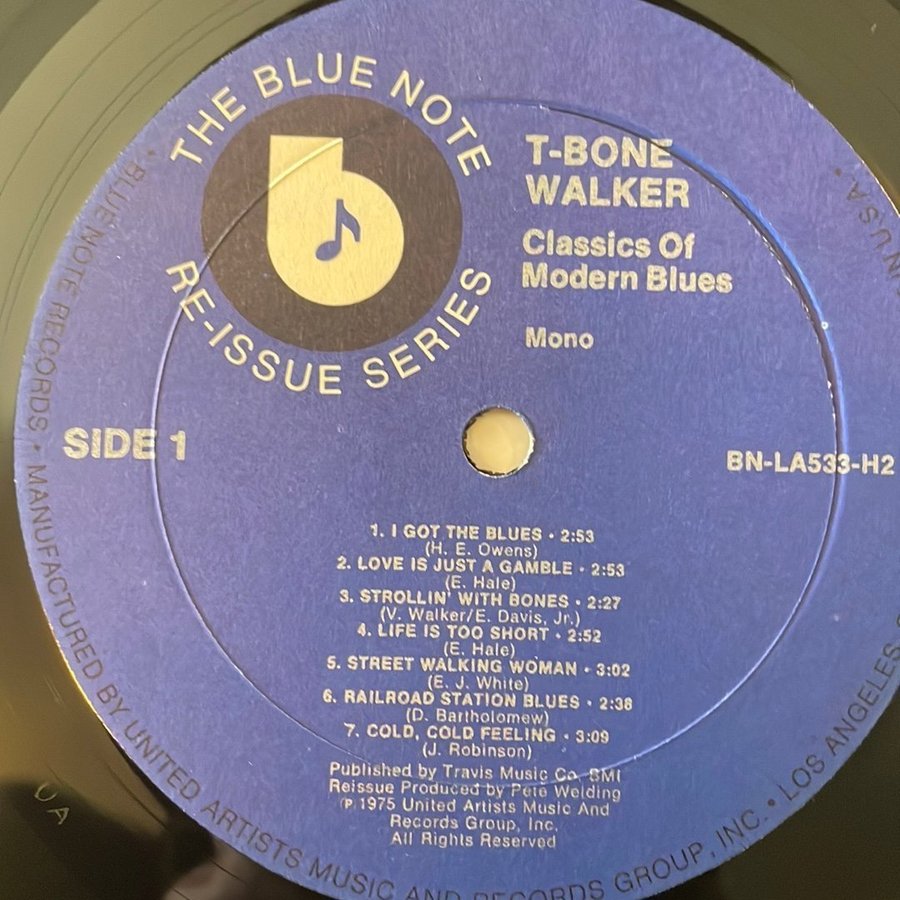 THE BLUE NOTE
RE-ISSUE SERIES
T-BONE
WALKER
Classics Of
Modern Blues
Mono
SIDE 1
BN-LA533-H2
1. I GOT THE BLUES • 2:53
(H. E. Owens)
2. LOVE IS JUST A GAMBLE • 2:53
(E. Hale)
3. STROLLIN' WITH BONES • 2:27
(V. Walker/E. Davis, Jr.)
4. LIFE IS TOO SHORT • 2:52
(E. Hale)
5. STREET WALKING WOMAN • 3:02
(E. J. White)
6. RAILROAD STATION BLUES • 2:38
(D. Bartholomew)
7. COLD, COLD FEELING • 3:09
(J. Robinson)
Published by Travis Music Co. BMI
Reissue Produced by Pete Welding
℗ 1975 United Artists Music And
Records Group, Inc.
All Rights Reserved
• BLUE NOTE RECORDS • MANUFACTURED BY UNITED ARTISTS MUSIC AND RECORDS GROUP, INC. • LOS ANGELES
USA •
UA